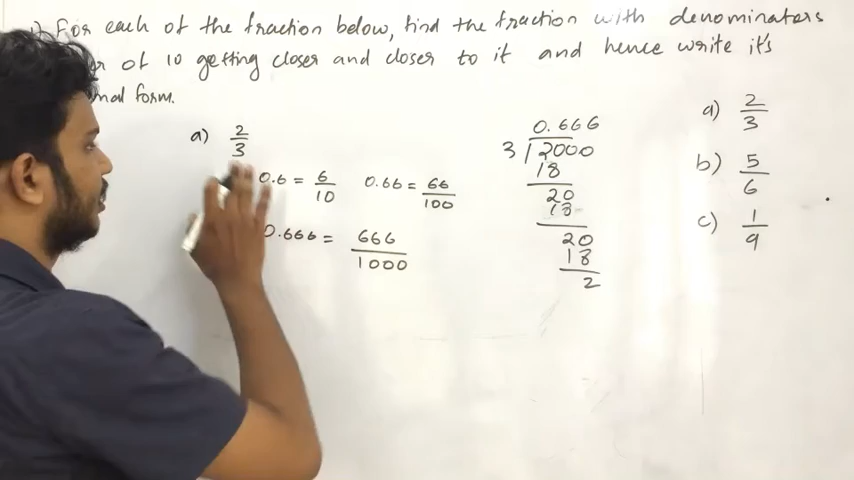 For each of the fraction below, find the fraction with denominators
of 10 getting closer and closer to it and hence write it's
form.
a) 2/3
0.6 = 6/10 0.66 = 66/100
0.666 = 666/1000
0.666
3 | 2000
18
20
18
20
18
2
a) 2/3
b) 5/6
c) 1/9